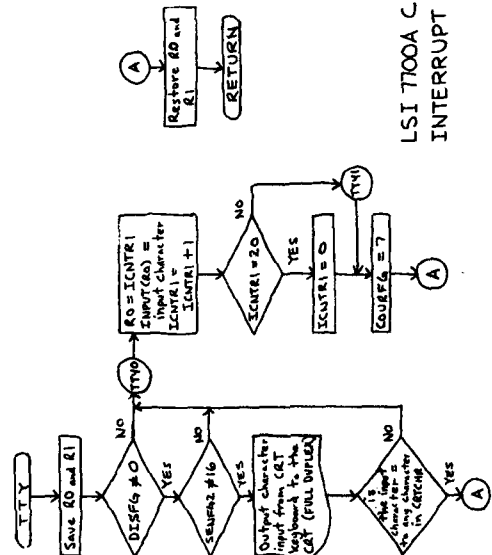 TTY
Save R0 and R1
DISFG ≠ 0
NO
YES
SENFG2 ≠ 16
NO
YES
Output character
input from CRT
keyboard to the
CRT (FULL DUPLEX)
is
the input
character =
to any character
in CRTCHR
NO
YES
A
TTY0
R0 = ICNTR1
INPUT(R0) =
input character
ICNTR1 =
ICNTR1 + 1
ICNTR1 = 20
NO
YES
TTY1
ICNTR1 = 0
COURFG = 7
A
A
Restore R0 and
R1
RETURN
LSI 7700A C
INTERRUPT